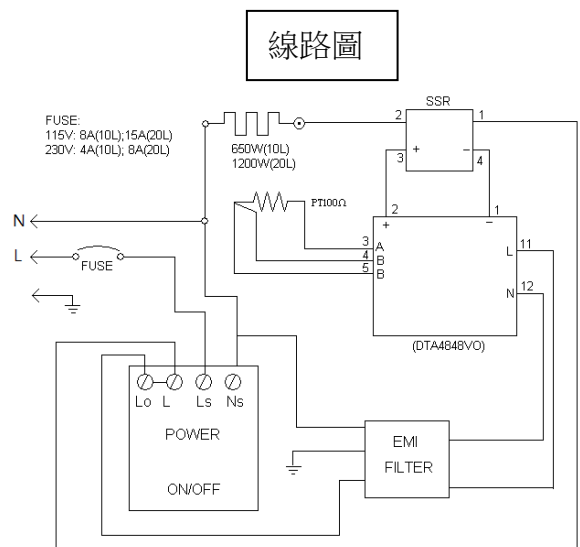 線路圖
FUSE:
115V: 8A(10L);15A(20L)
230V: 4A(10L); 8A(20L)
650W(10L)
1200W(20L)
2
SSR
1
+
−
3
4
PT100Ω
2
1
+
−
3
A
4
B
5
B
L
11
N
12
(DTA4848VO)
N
L
FUSE
Lo
L
Ls
Ns
POWER
ON/OFF
EMI
FILTER